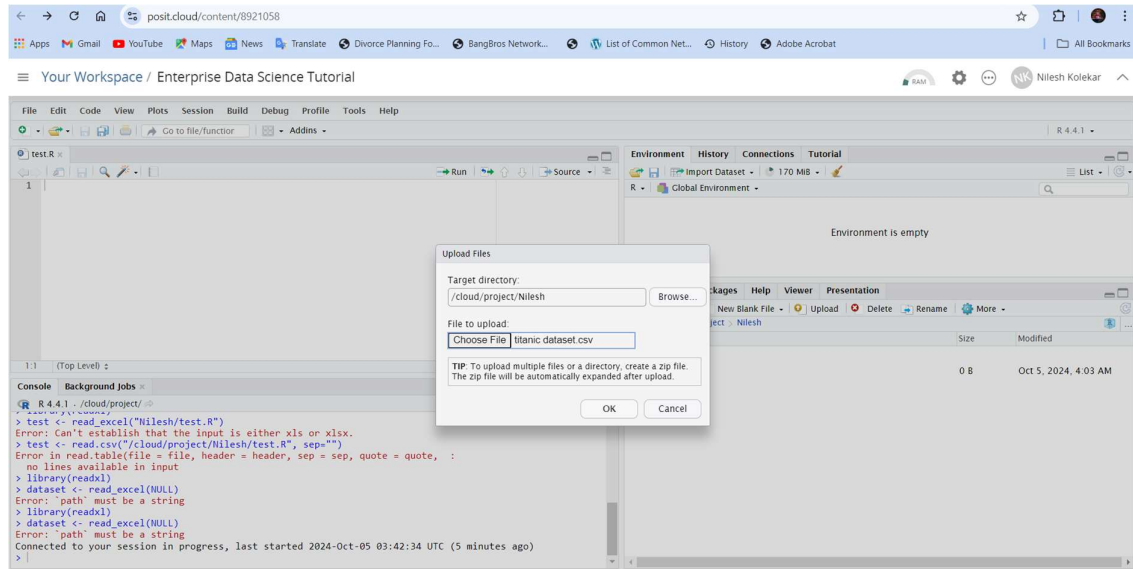 posit.cloud/content/8921058
Apps Gmail YouTube Maps News Translate Divorce Planning Fo... BangBros Network... List of Common Net... History Adobe Acrobat All Bookmarks
Your Workspace / Enterprise Data Science Tutorial RAM NK Nilesh Kolekar
File Edit Code View Plots Session Build Debug Profile Tools Help
Go to file/function Addins R 4.4.1
test.R
Run Source
1
1:1 (Top Level)
Environment History Connections Tutorial
Import Dataset 170 MiB List
R Global Environment
Environment is empty
Upload Files
Target directory:
/cloud/project/Nilesh Browse...
File to upload:
Choose File titanic dataset.csv
TIP: To upload multiple files or a directory, create a zip file.
The zip file will be automatically expanded after upload.
OK Cancel
ckages Help Viewer Presentation
New Blank File Upload Delete Rename More
ject Nilesh
Size Modified
0 B Oct 5, 2024, 4:03 AM
Console Background Jobs
R 4.4.1 . /cloud/project/
> library(readxl)
> test <- read_excel("Nilesh/test.R")
Error: Can't establish that the input is either xls or xlsx.
> test <- read.csv("/cloud/project/Nilesh/test.R", sep="")
Error in read.table(file = file, header = header, sep = sep, quote = quote, :
no lines available in input
> library(readxl)
> dataset <- read_excel(NULL)
Error: `path` must be a string
> library(readxl)
> dataset <- read_excel(NULL)
Error: `path` must be a string
Connected to your session in progress, last started 2024-Oct-05 03:42:34 UTC (5 minutes ago)
>